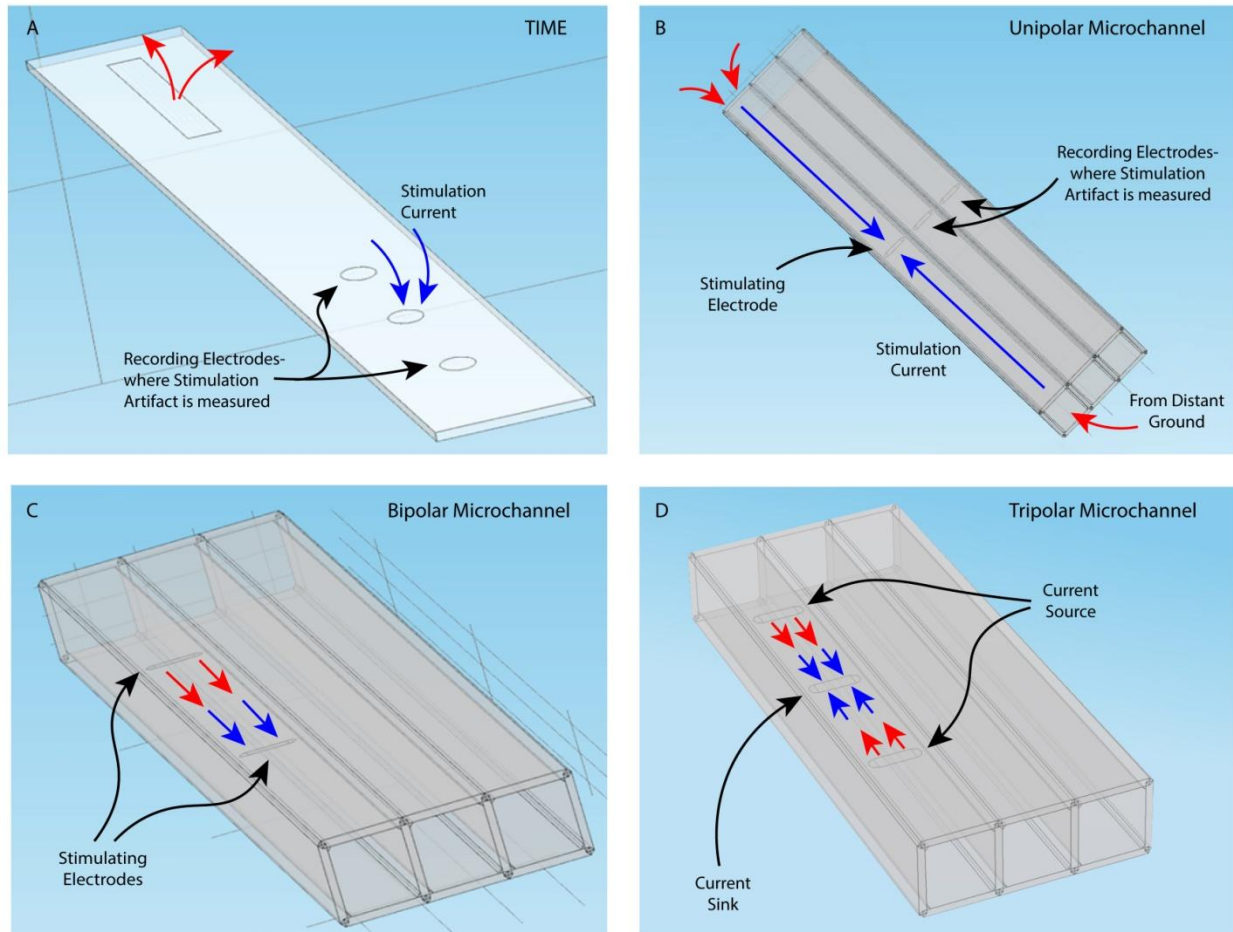 A
TIME
Stimulation
Current
Recording Electrodes-
where Stimulation
Artifact is measured
B
Unipolar Microchannel
Recording Electrodes-
where Stimulation
Artifact is measured
Stimulating
Electrode
Stimulation
Current
From Distant
Ground
C
Bipolar Microchannel
Stimulating
Electrodes
D
Tripolar Microchannel
Current
Source
Current
Sink